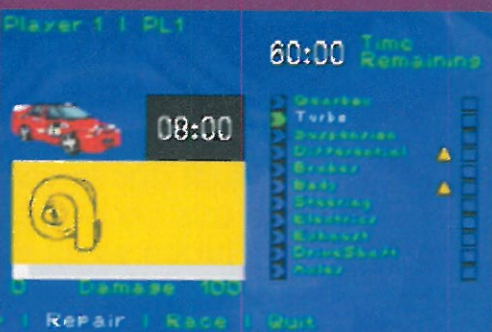 Player 1 | PL1
60:00 Time Remaining
08:00
Gearbox
Turbo
Suspension
Differential
Brakes
Body
Steering
Electrics
Exhaust
DriveShaft
Axles
0 Damage 100
| Repair | Race | Quit